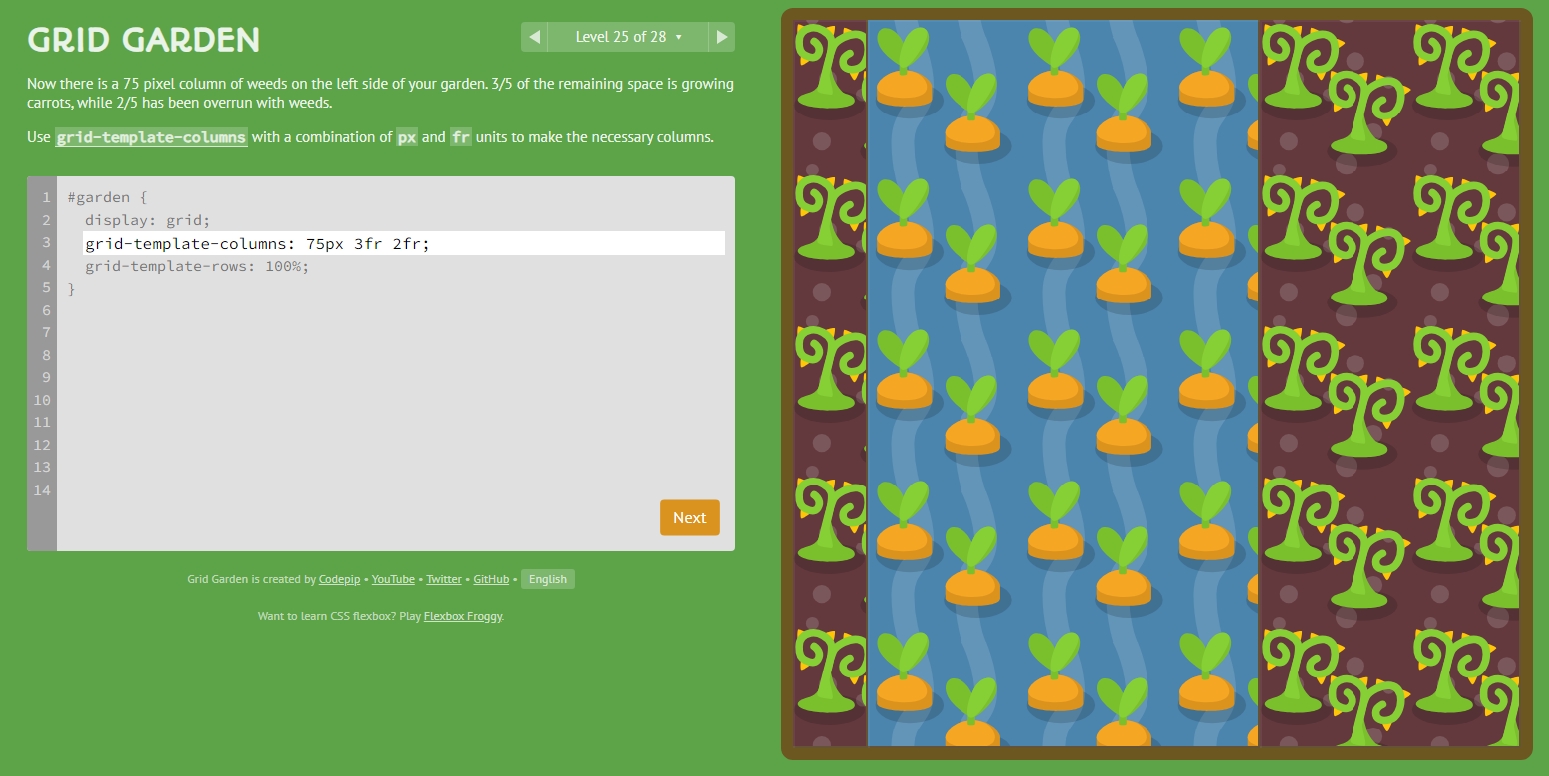 GRID GARDEN
Level 25 of 28
Now there is a 75 pixel column of weeds on the left side of your garden. 3/5 of the remaining space is growing
carrots, while 2/5 has been overrun with weeds.
Use grid-template-columns with a combination of px and fr units to make the necessary columns.
1 #garden {
2 display: grid;
3 grid-template-columns: 75px 3fr 2fr;
4 grid-template-rows: 100%;
5 }
6
7
8
9
10
11
12
13
14
Next
Grid Garden is created by Codepip • YouTube • Twitter • GitHub • English
Want to learn CSS flexbox? Play Flexbox Froggy.